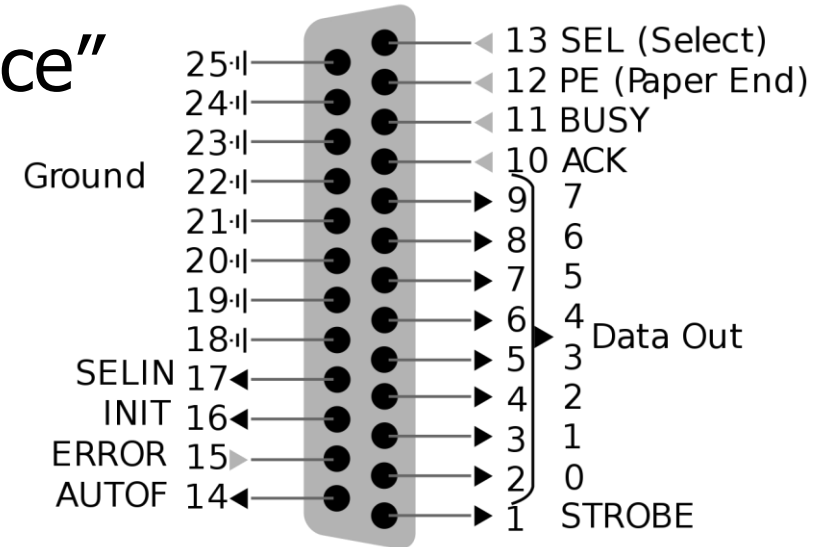 ce”
25
24
23
Ground
22
21
20
19
18
SELIN 17
INIT 16
ERROR 15
AUTOF 14
13 SEL (Select)
12 PE (Paper End)
11 BUSY
10 ACK
9 7
8 6
7 5
6 4
Data Out
5 3
4 2
3 1
2 0
1 STROBE